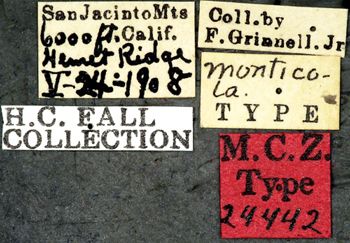 San Jacinto Mts
6000 ft. Calif.
Hemet Ridge
V-24-1908
Coll. by
F. Grinnell. Jr
montico-
la.
TYPE
H.C. FALL
COLLECTION
M.C.Z.
Type
24442